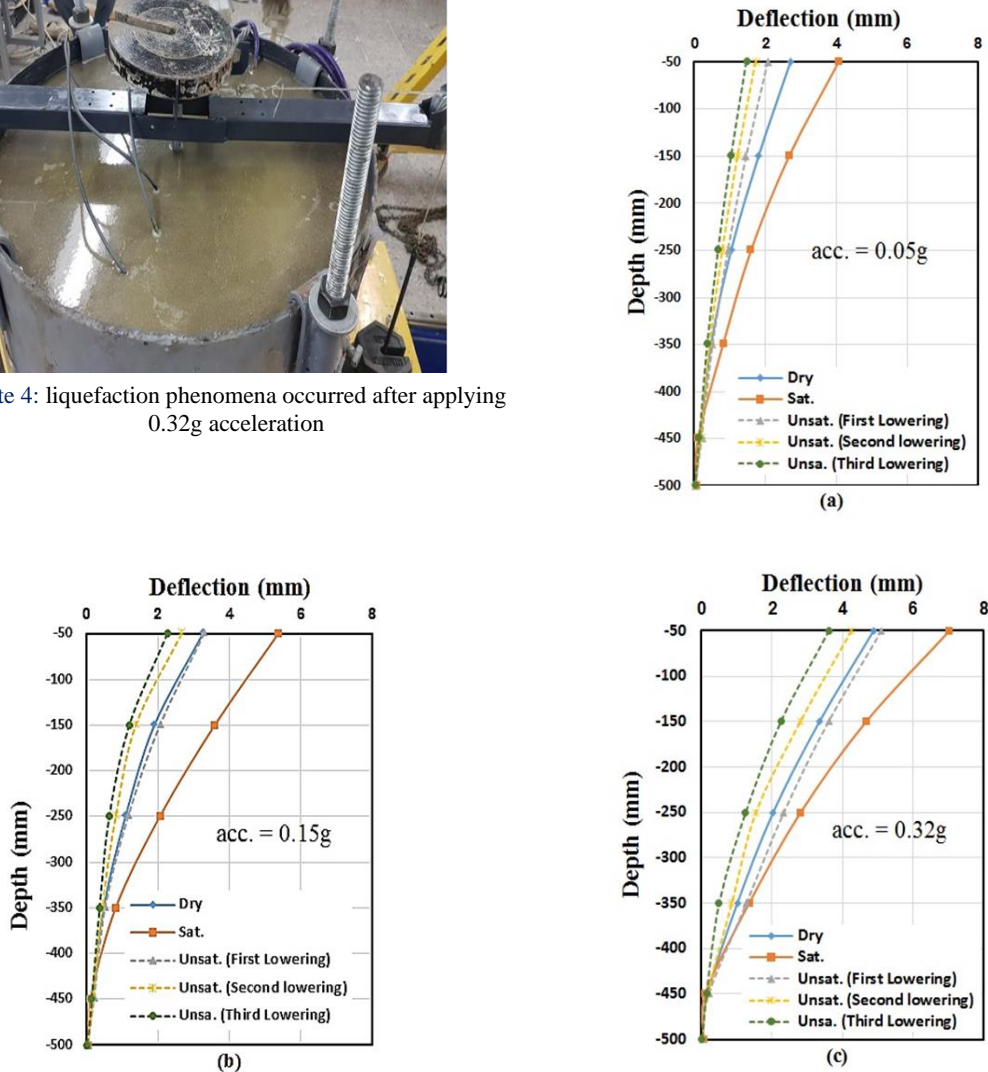 te 4: liquefaction phenomena occurred after applying
0.32g acceleration
Deflection (mm)
0 2 4 6 8
-50
-100
-150
-200
-250
-300
-350
-400
-450
-500
Depth (mm)
acc. = 0.05g
Dry
Sat.
Unsat. (First Lowering)
Unsat. (Second lowering)
Unsa. (Third Lowering)
(a)
Deflection (mm)
0 2 4 6 8
-50
-100
-150
-200
-250
-300
-350
-400
-450
-500
Depth (mm)
acc. = 0.15g
Dry
Sat.
Unsat. (First Lowering)
Unsat. (Second lowering)
Unsa. (Third Lowering)
(b)
Deflection (mm)
0 2 4 6 8
-50
-100
-150
-200
-250
-300
-350
-400
-450
-500
Depth (mm)
acc. = 0.32g
Dry
Sat.
Unsat. (First Lowering)
Unsat. (Second lowering)
Unsa. (Third Lowering)
(c)